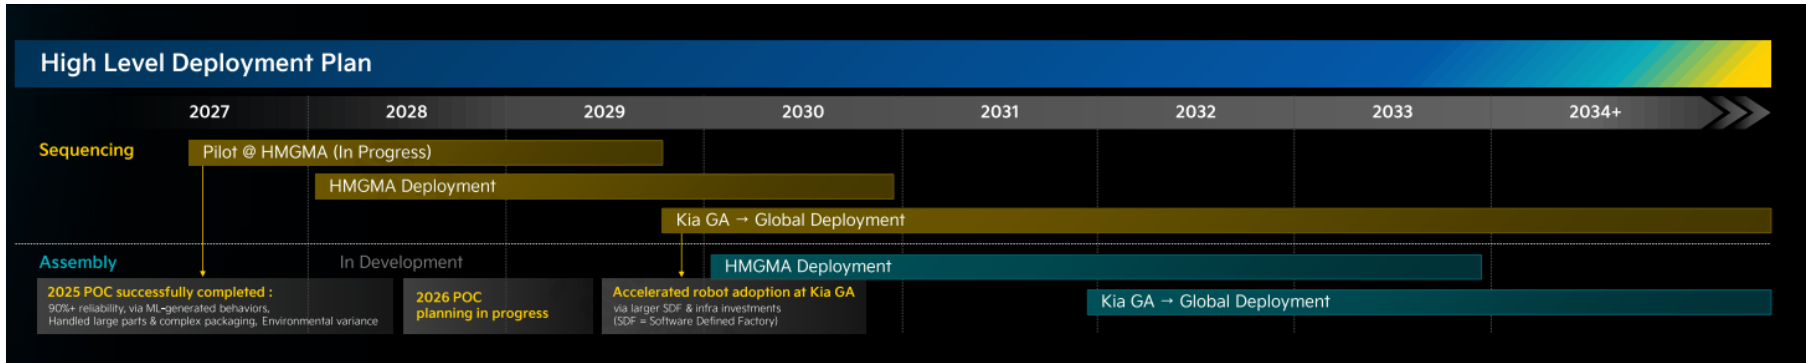 High Level Deployment Plan
2027 2028 2029 2030 2031 2032 2033 2034+
Sequencing
Pilot @ HMGMA (In Progress)
HMGMA Deployment
Kia GA → Global Deployment
Assembly
In Development
HMGMA Deployment
Kia GA → Global Deployment
2025 POC successfully completed :
90%+ reliability, via ML-generated behaviors,
Handled large parts & complex packaging, Environmental variance
2026 POC
planning in progress
Accelerated robot adoption at Kia GA
via larger SDF & infra investments
(SDF = Software Defined Factory)